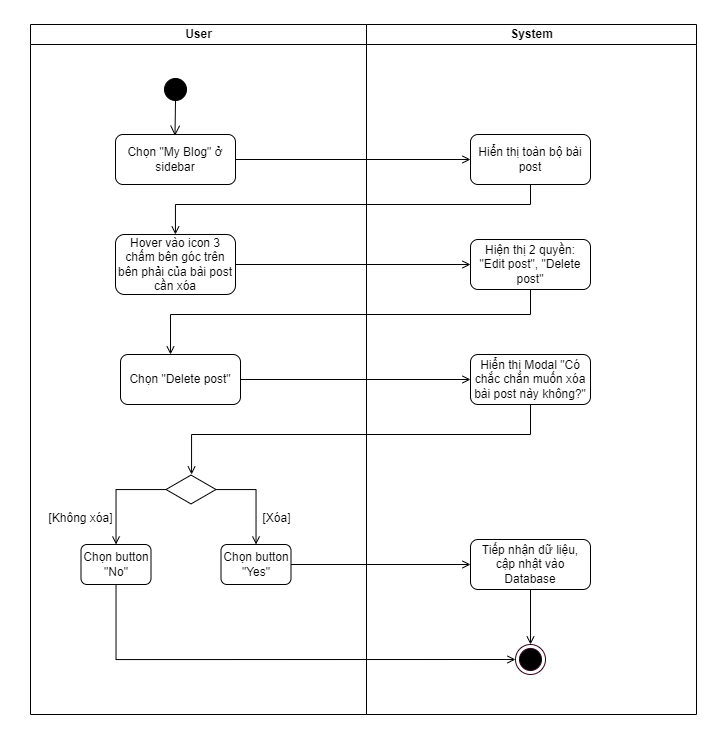 User
System
Chọn "My Blog" ở
sidebar
Hiển thị toàn bộ bài
post
Hover vào icon 3
chấm bên góc trên
bên phải của bài post
cần xóa
Hiện thị 2 quyền:
"Edit post", "Delete
post"
Chọn "Delete post"
Hiển thị Modal "Có
chắc chắn muốn xóa
bài post này không?"
[Không xóa]
[Xóa]
Chọn button
"No"
Chọn button
"Yes"
Tiếp nhận dữ liệu,
cập nhật vào
Database